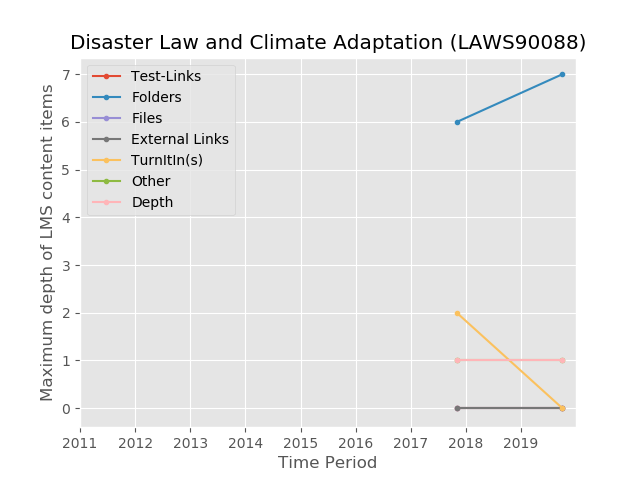 Disaster Law and Climate Adaptation (LAWS90088)
Test-Links
Folders
Files
External Links
TurnItIn(s)
Other
Depth
Maximum depth of LMS content items
7
6
5
4
3
2
1
0
2011 2012 2013 2014 2015 2016 2017 2018 2019
Time Period